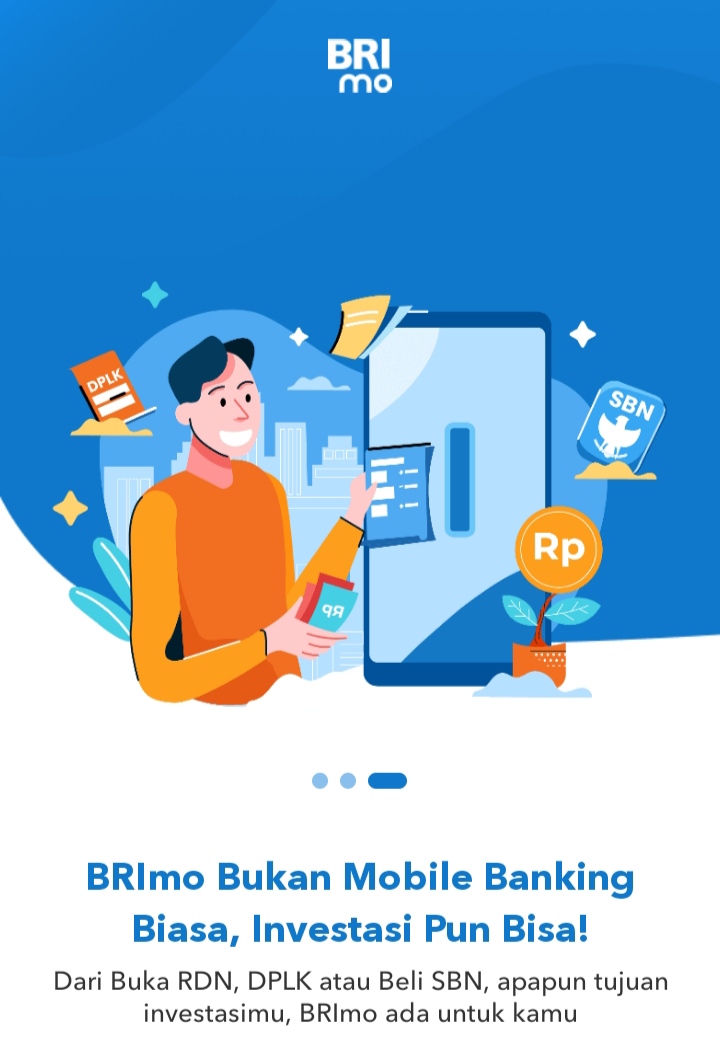 BRI
mo
DPLK
SBN
Rp
Rp
BRImo Bukan Mobile Banking
Biasa, Investasi Pun Bisa!
Dari Buka RDN, DPLK atau Beli SBN, apapun tujuan
investasimu, BRImo ada untuk kamu